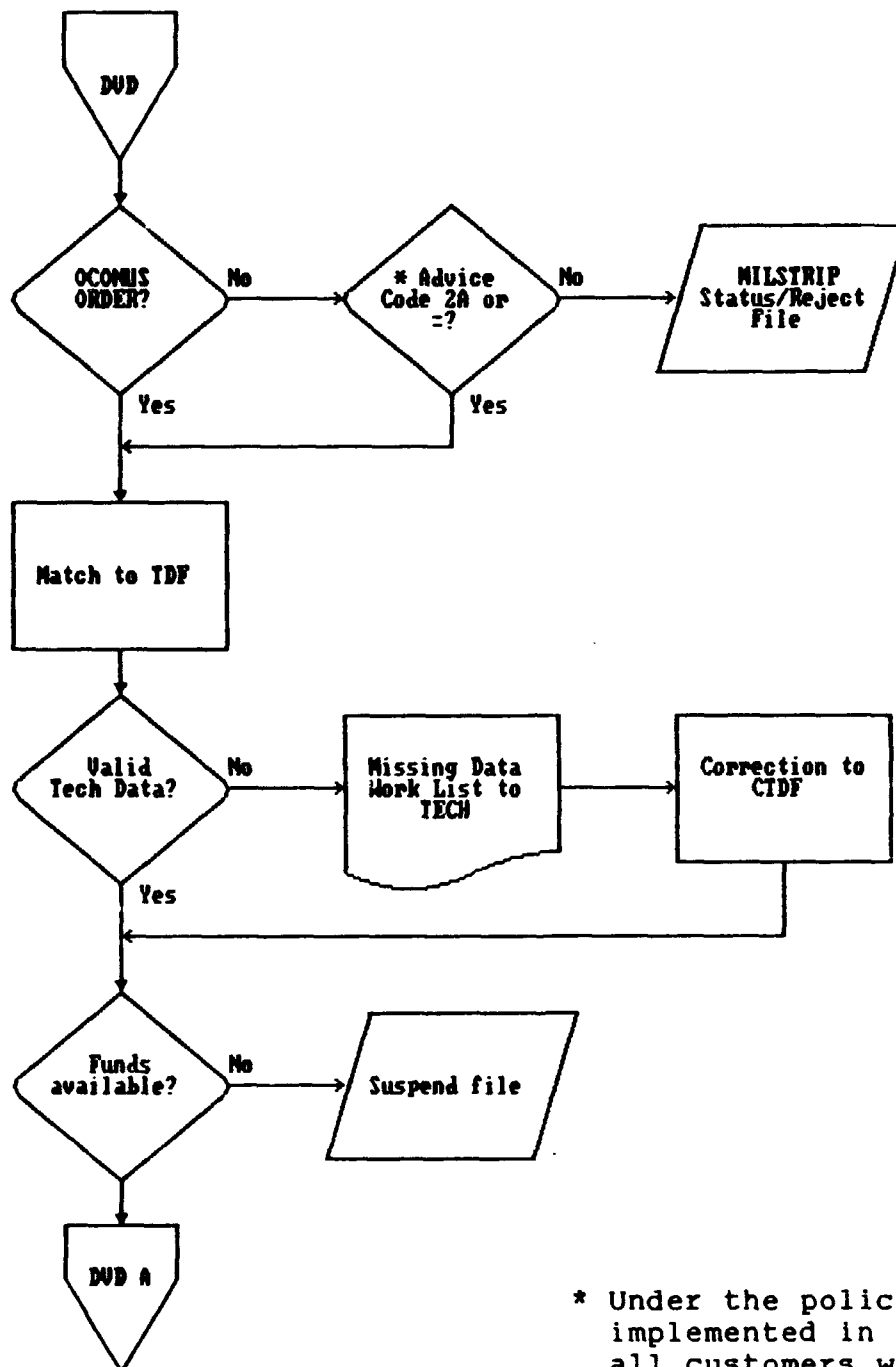 DVD
OCONUS
ORDER?
No
* Advice
Code 2A or
=?
No
MILSTRIP
Status/Reject
File
Yes
Yes
Match to TDF
Valid
Tech Data?
No
Missing Data
Work List to
TECH
Correction to
CTDF
Yes
Funds
available?
No
Suspend file
DVD A
* Under the polic
implemented in
all customers w